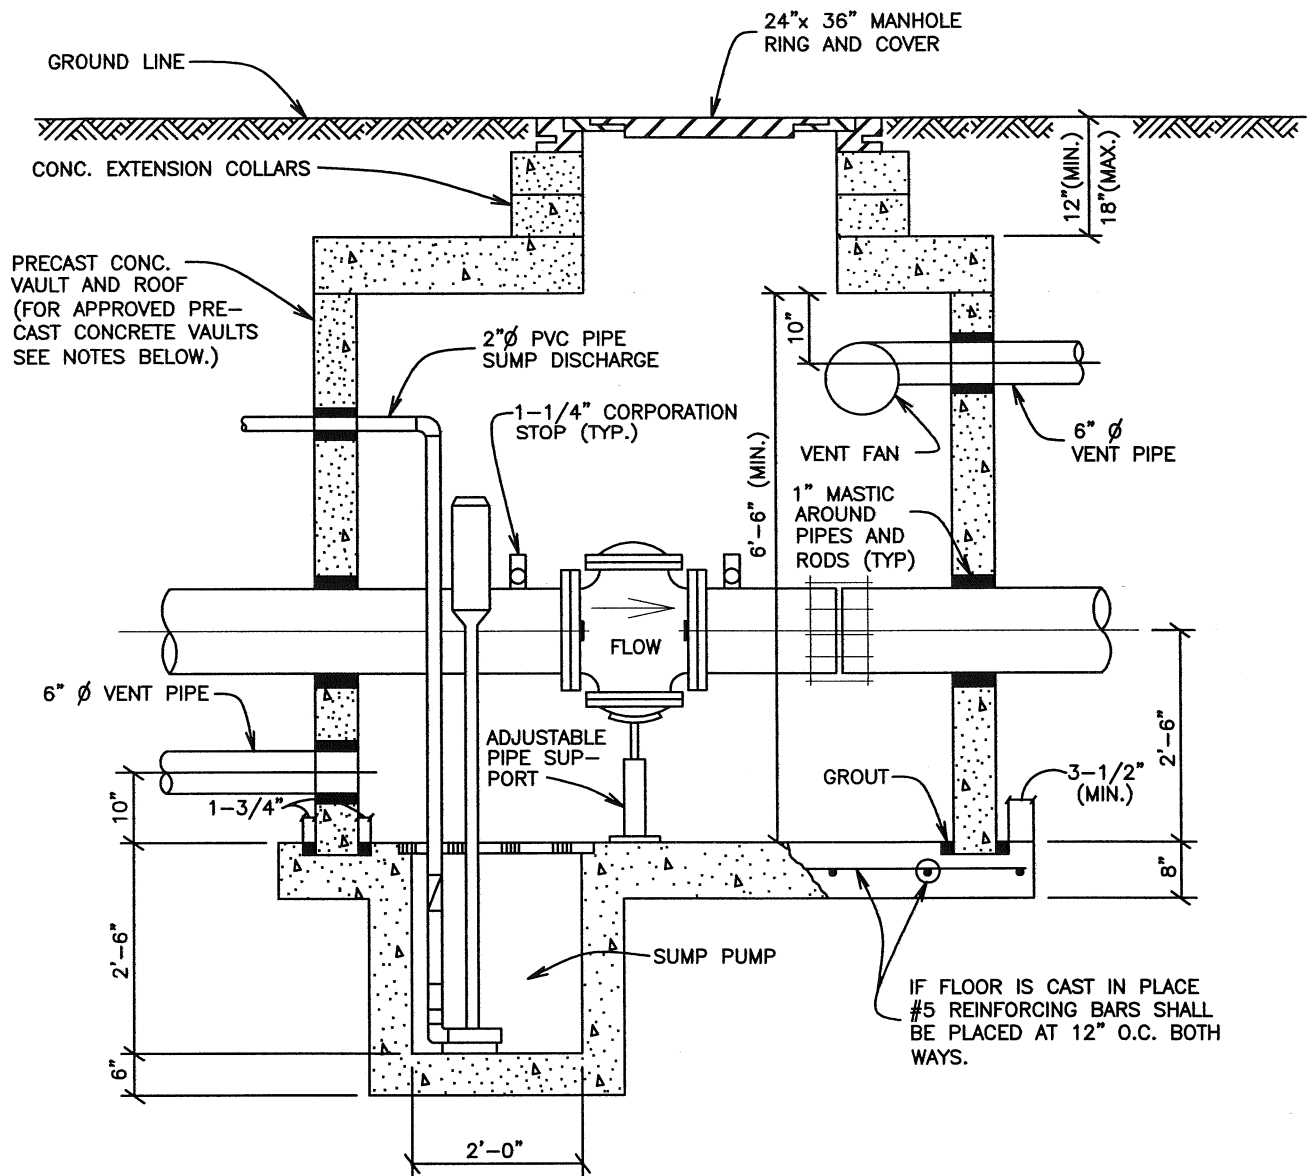 24"x 36" MANHOLE
RING AND COVER
GROUND LINE
CONC. EXTENSION COLLARS
12"(MIN.)
18"(MAX.)
PRECAST CONC.
VAULT AND ROOF
(FOR APPROVED PRE-
CAST CONCRETE VAULTS
SEE NOTES BELOW.)
2"Ø PVC PIPE
SUMP DISCHARGE
10"
1-1/4" CORPORATION
STOP (TYP.)
VENT FAN
6" Ø
VENT PIPE
6'-6" (MIN.)
1" MASTIC
AROUND
PIPES AND
RODS (TYP)
FLOW
6" Ø VENT PIPE
ADJUSTABLE
PIPE SUP-
PORT
GROUT
2'-6"
3-1/2"
(MIN.)
10"
1-3/4"
8"
2'-6"
SUMP PUMP
IF FLOOR IS CAST IN PLACE
#5 REINFORCING BARS SHALL
BE PLACED AT 12" O.C. BOTH
WAYS.
6"
2'-0"